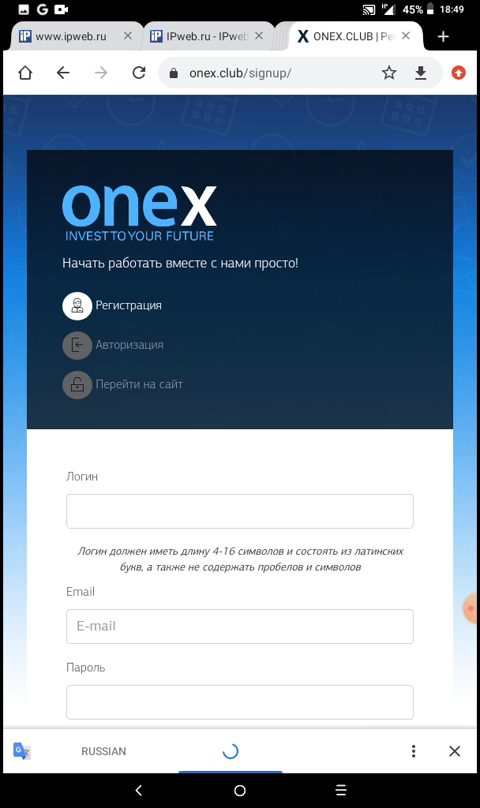 45% 18:49
www.ipweb.ru
IPweb.ru - IPweb
ONEX.CLUB | Pe
onex.club/signup/
onex
INVEST TO YOUR FUTURE
Начать работать вместе с нами просто!
Регистрация
Авторизация
Перейти на сайт
Логин
Логин должен иметь длину 4-16 символов и состоять из латинских
букв, а также не содержать пробелов и символов
Email
E-mail
Пароль
RUSSIAN